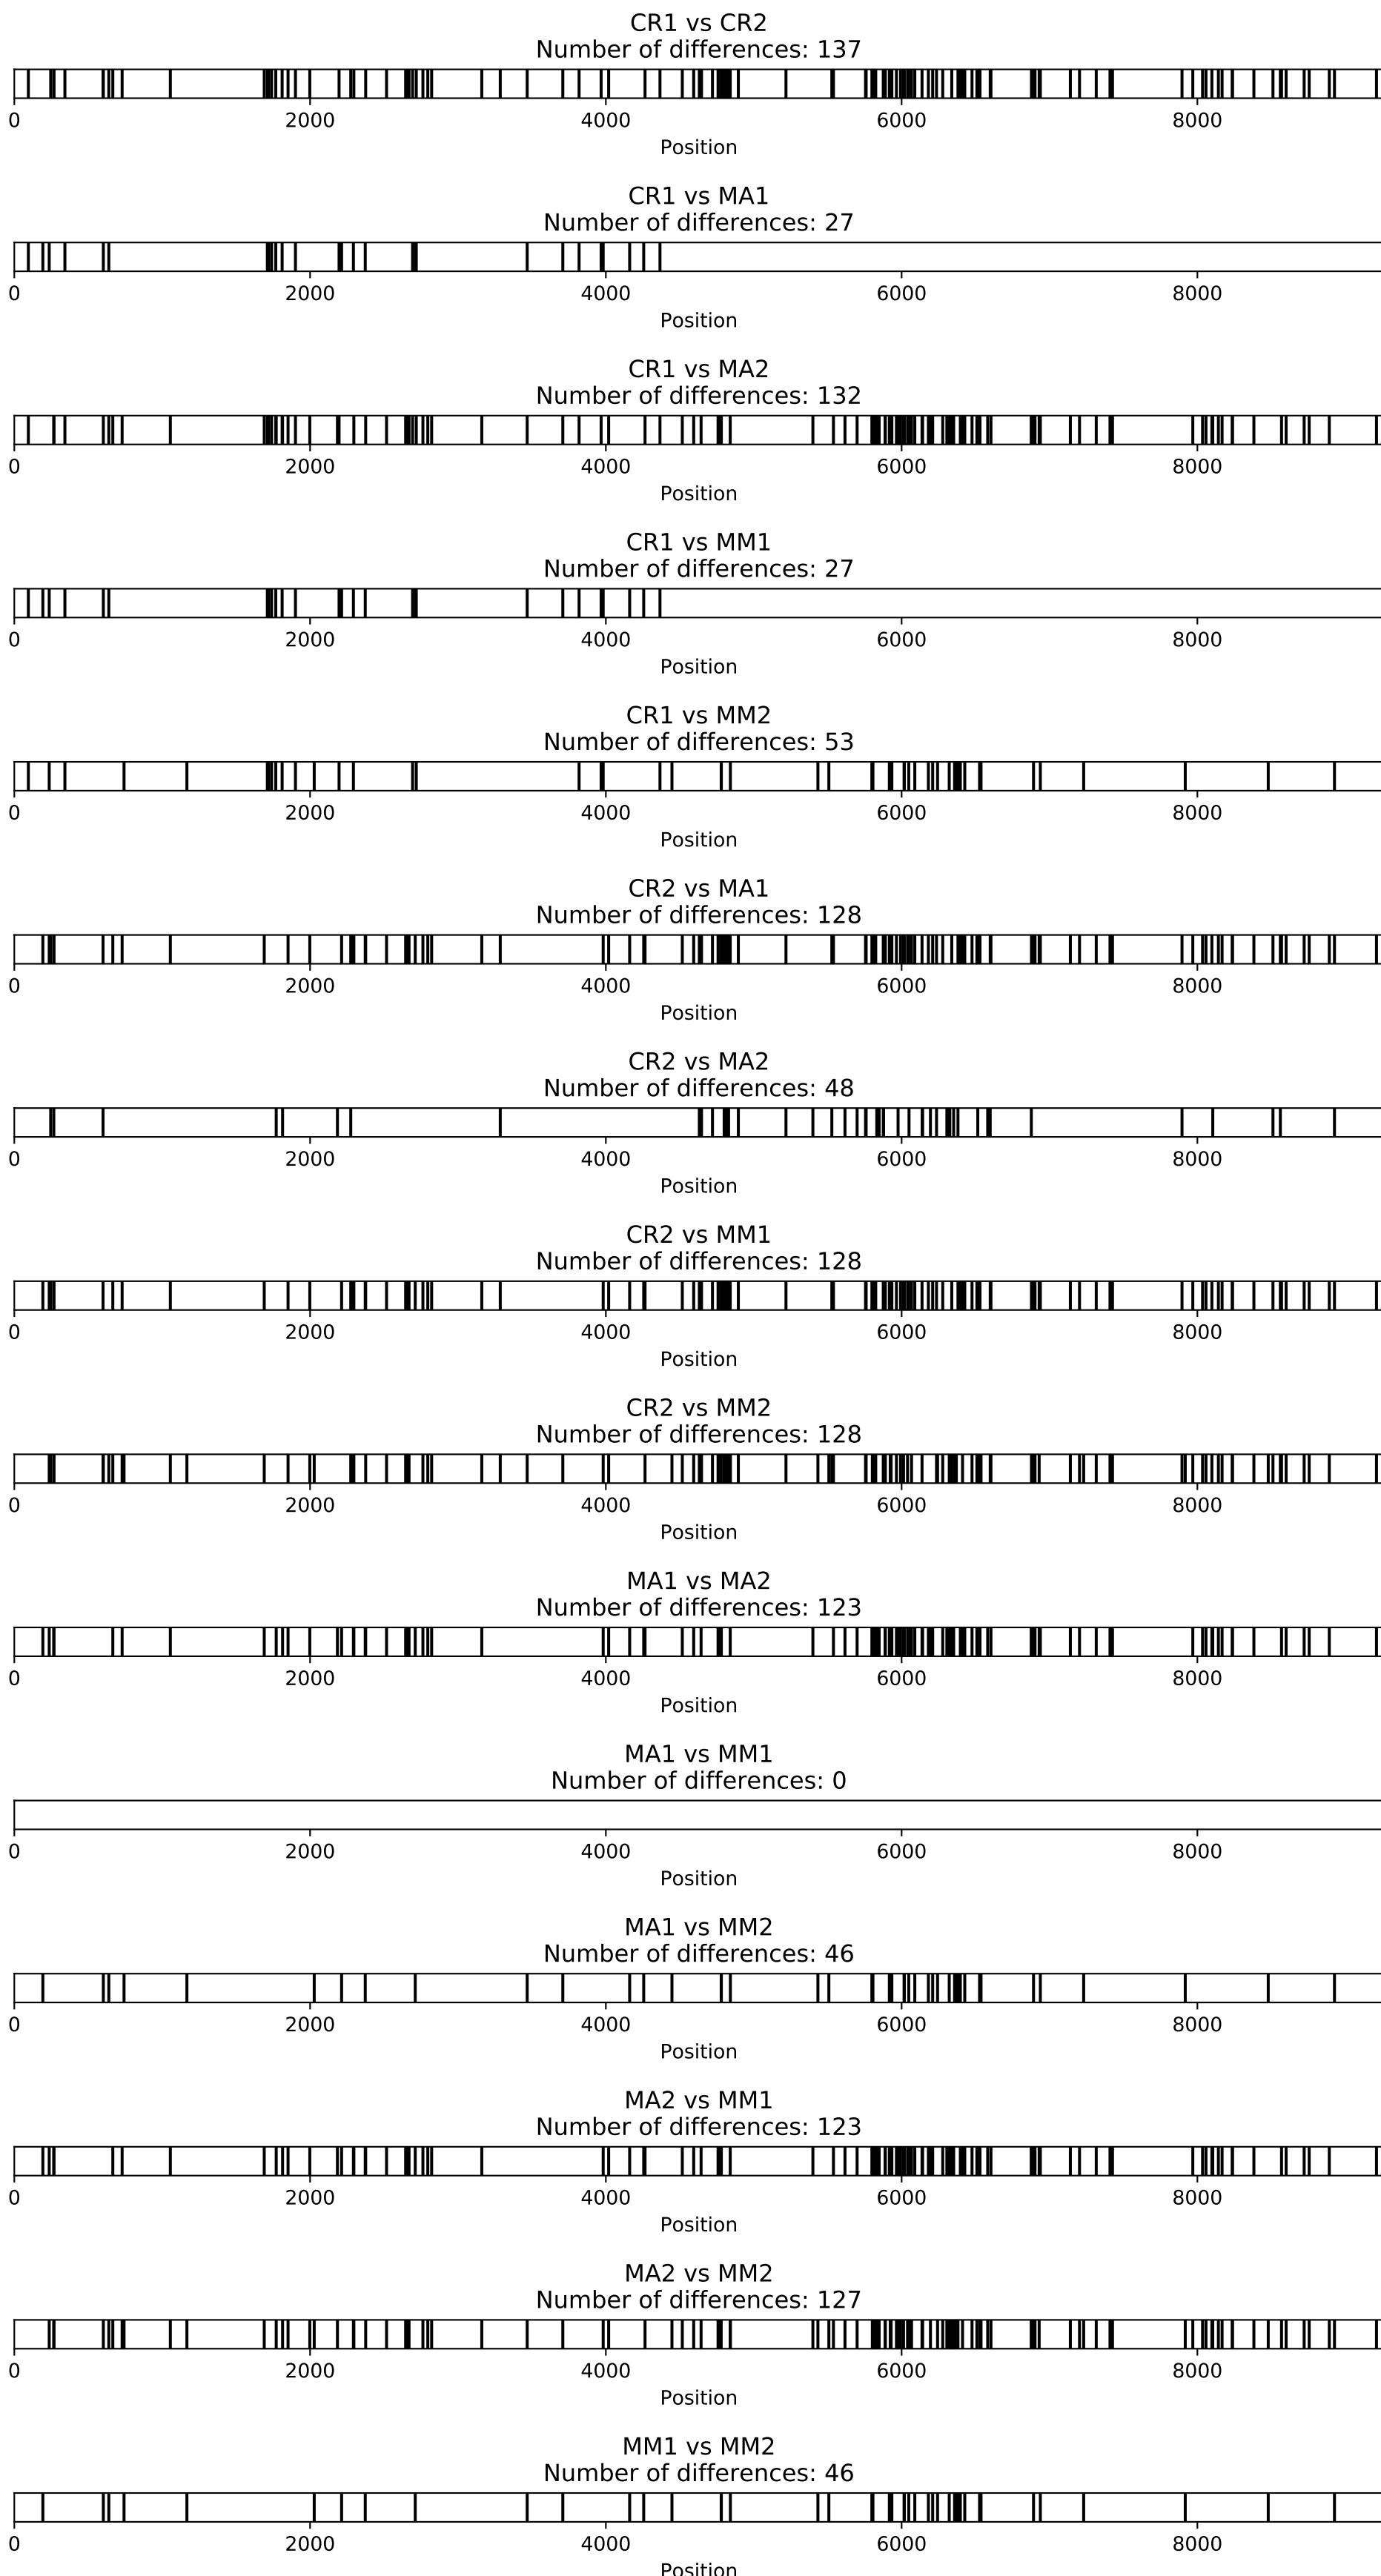 CR1 vs CR2
Number of differences: 137
0 2000 4000 6000 8000
Position
CR1 vs MA1
Number of differences: 27
0 2000 4000 6000 8000
Position
CR1 vs MA2
Number of differences: 132
0 2000 4000 6000 8000
Position
CR1 vs MM1
Number of differences: 27
0 2000 4000 6000 8000
Position
CR1 vs MM2
Number of differences: 53
0 2000 4000 6000 8000
Position
CR2 vs MA1
Number of differences: 128
0 2000 4000 6000 8000
Position
CR2 vs MA2
Number of differences: 48
0 2000 4000 6000 8000
Position
CR2 vs MM1
Number of differences: 128
0 2000 4000 6000 8000
Position
CR2 vs MM2
Number of differences: 128
0 2000 4000 6000 8000
Position
MA1 vs MA2
Number of differences: 123
0 2000 4000 6000 8000
Position
MA1 vs MM1
Number of differences: 0
0 2000 4000 6000 8000
Position
MA1 vs MM2
Number of differences: 46
0 2000 4000 6000 8000
Position
MA2 vs MM1
Number of differences: 123
0 2000 4000 6000 8000
Position
MA2 vs MM2
Number of differences: 127
0 2000 4000 6000 8000
Position
MM1 vs MM2
Number of differences: 46
0 2000 4000 6000 8000
Position